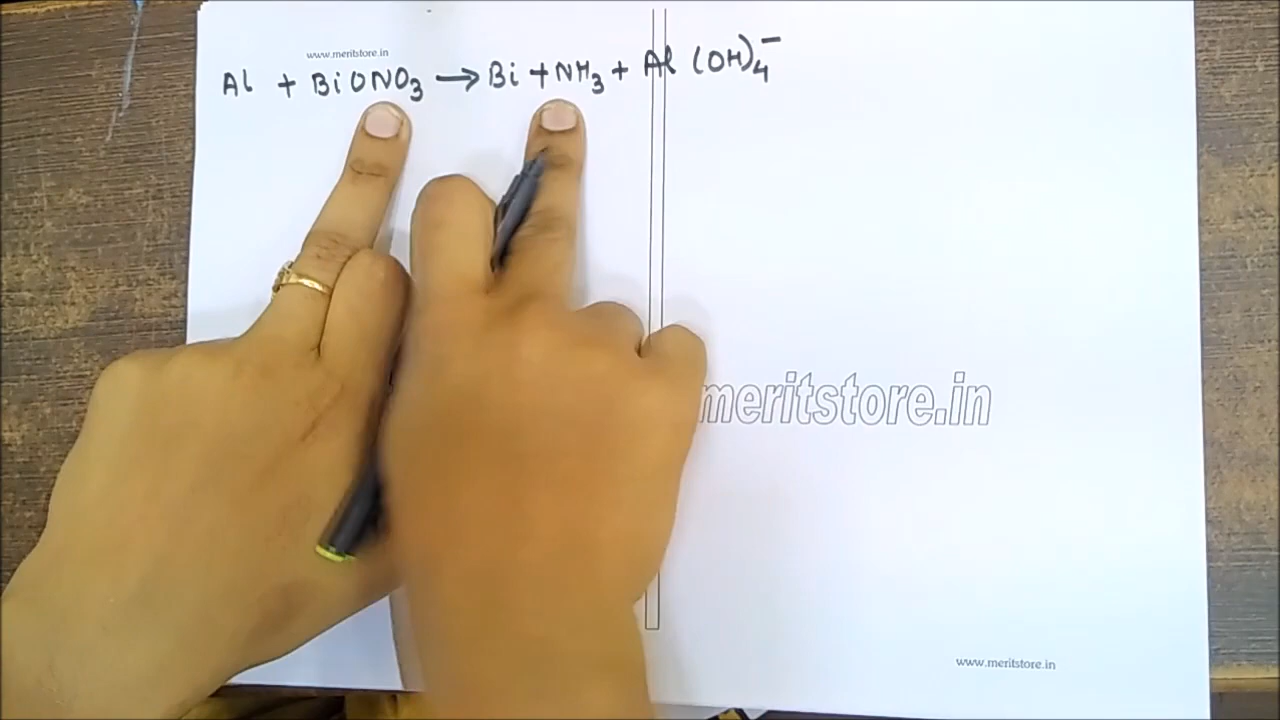 www.meritstore.in
Al + BiONO3 → Bi + NH3 + Al(OH)4⁻
meritstore.in
www.meritstore.in